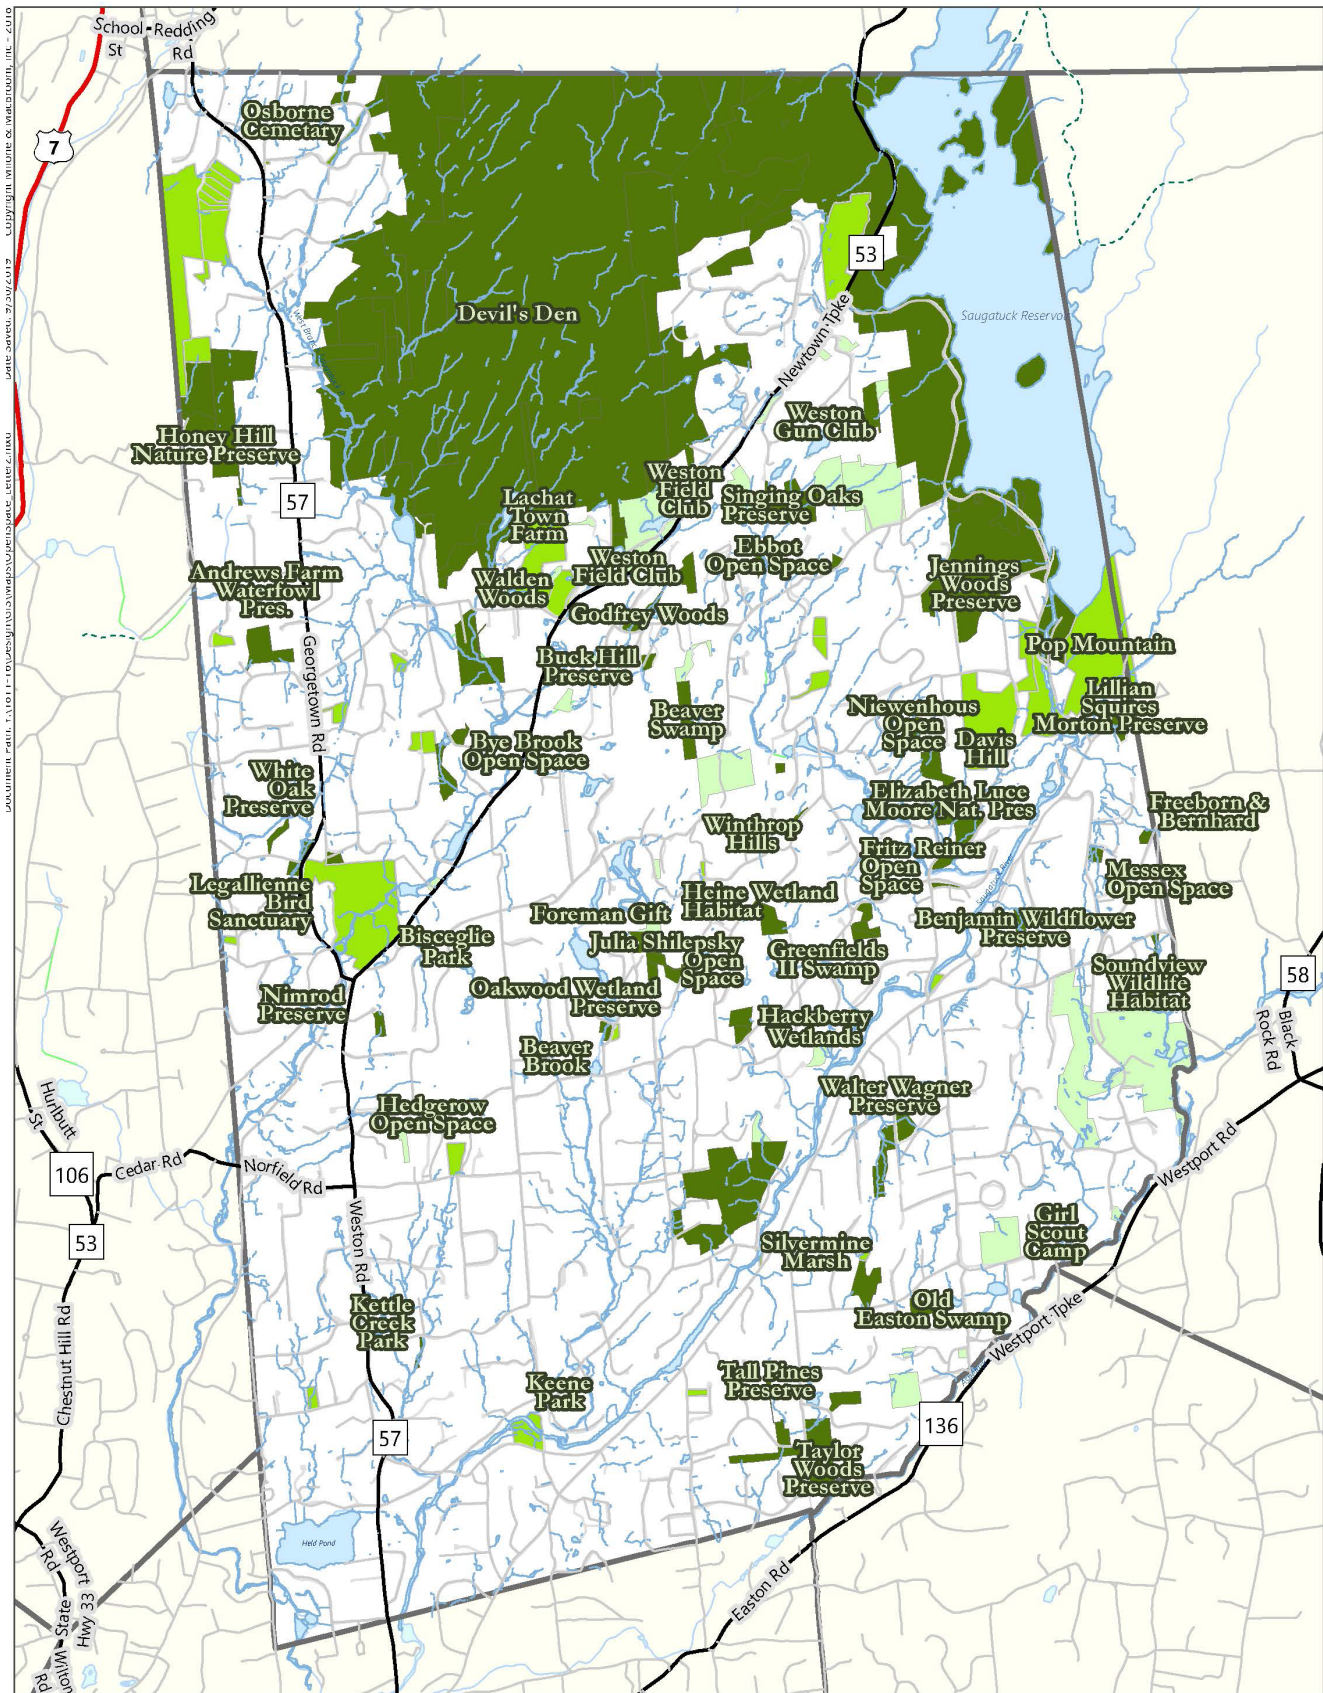 School-Redding
St
Rd
7
Osborne
Cemetary
53
Devil's Den
Saugatuck Reservoir
Newtown Tpke
Weston
Gun Club
Honey Hill
Nature Preserve
57
Weston
Field
Club
Singing Oaks
Preserve
Lachat
Town
Farm
Ebbot
Open Space
Weston
Field Club
Walden
Woods
Jennings
Woods
Preserve
Andrews Farm
Waterfowl
Pres.
Godfrey Woods
Georgetown Rd
Buck Hill
Preserve
Pop Mountain
Lillian
Squires
Morton Preserve
Beaver
Swamp
Niewenhous
Open
Space
Davis
Hill
Bye Brook
Open Space
White
Oak
Preserve
Elizabeth Luce
Moore Nat. Pres
Freeborn &
Bernhard
Winthrop
Hills
Fritz Reiner
Open
Space
Saugatuck River
Messex
Open Space
Legallienne
Bird
Sanctuary
Heine Wetland
Habitat
Foreman Gift
Benjamin Wildflower
Preserve
Bisceglie
Park
Julia Shilepsky
Open
Space
Greenfields
II Swamp
Soundview
Wildlife
Habitat
58
Oakwood Wetland
Preserve
Nimrod
Preserve
Hackberry
Wetlands
Black
Rock Rd
Beaver
Brook
Hurlbutt
St
Walter Wagner
Preserve
Hedgerow
Open Space
106
Cedar Rd
Norfield Rd
Westport Rd
53
Weston Rd
Girl
Scout
Camp
Silvermine
Marsh
Old
Easton Swamp
Kettle
Creek
Park
Westport Tpke
Chestnut Hill Rd
Tall Pines
Preserve
Keene
Park
136
57
Taylor
Woods
Preserve
Held Pond
Westport
Rd
State
Hwy 33
Easton Rd
Rd